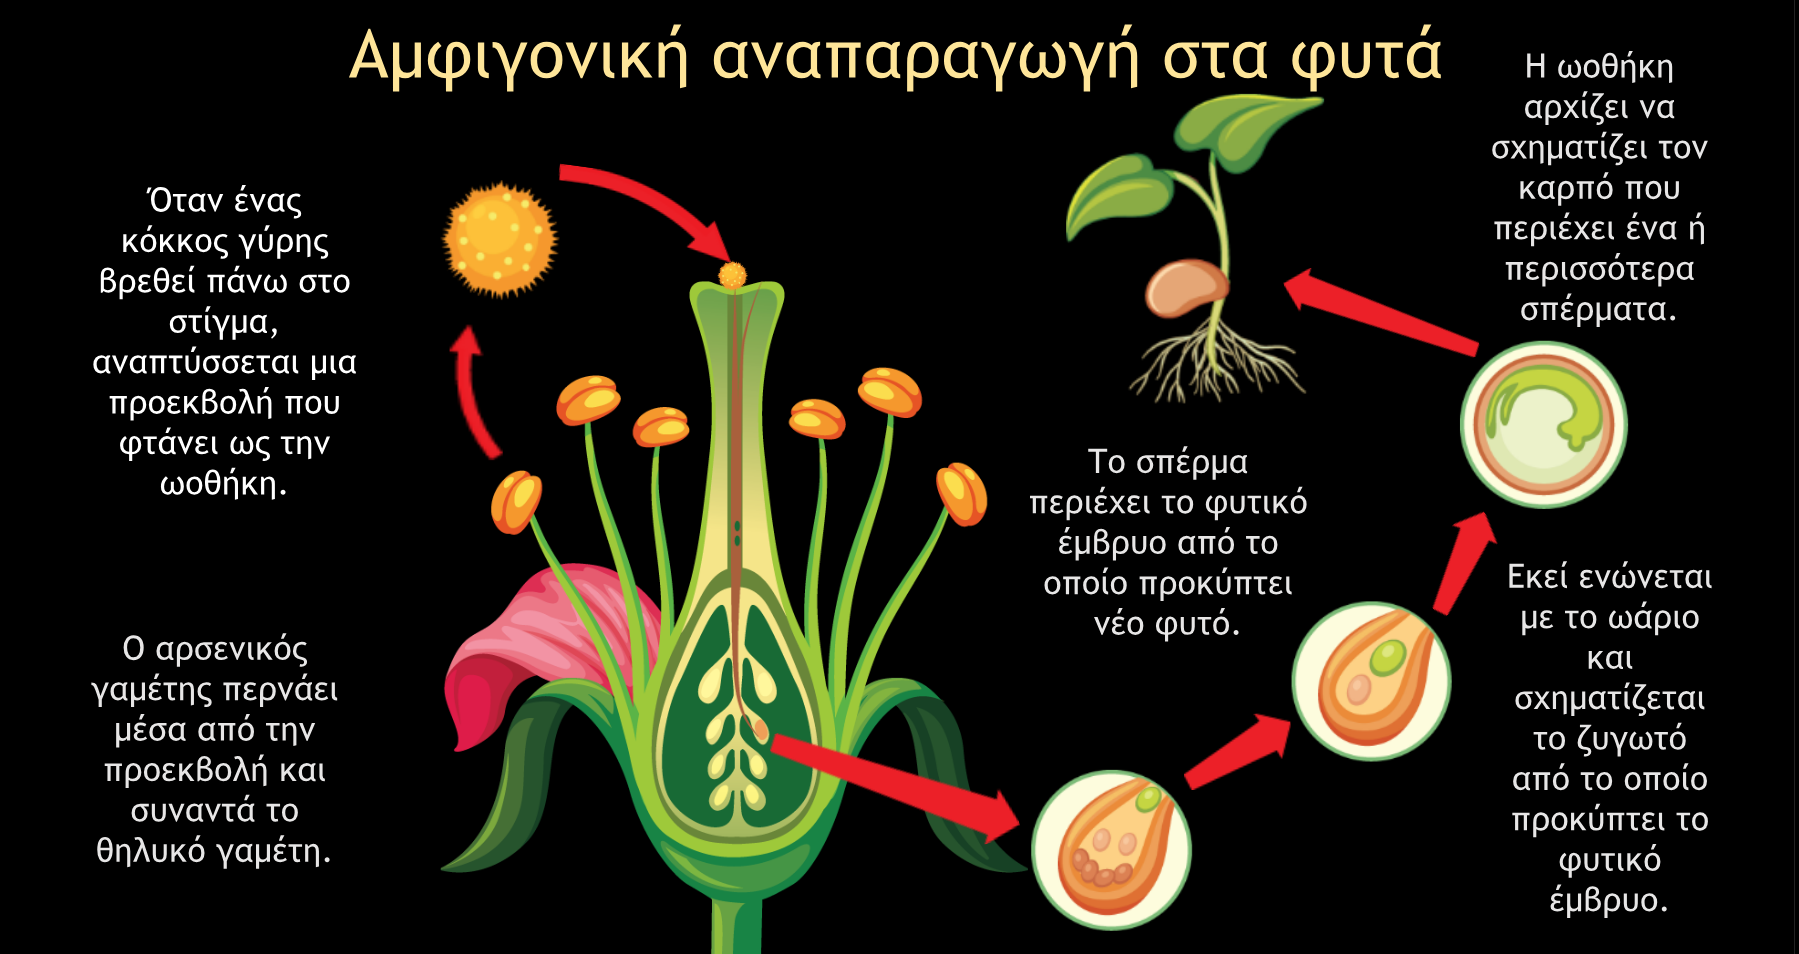 Αμφιγονική αναπαραγωγή στα φυτά
Όταν ένας
κόκκος γύρης
βρεθεί πάνω στο
στίγμα,
αναπτύσσεται μια
προεκβολή που
φτάνει ως την
ωοθήκη.
Ο αρσενικός
γαμέτης περνάει
μέσα από την
προεκβολή και
συναντά το
θηλυκό γαμέτη.
Εκεί ενώνεται
με το ωάριο
και
σχηματίζεται
το ζυγωτό
από το οποίο
προκύπτει το
φυτικό
έμβρυο.
Η ωοθήκη
αρχίζει να
σχηματίζει τον
καρπό που
περιέχει ένα ή
περισσότερα
σπέρματα.
Το σπέρμα
περιέχει το φυτικό
έμβρυο από το
οποίο προκύπτει
νέο φυτό.